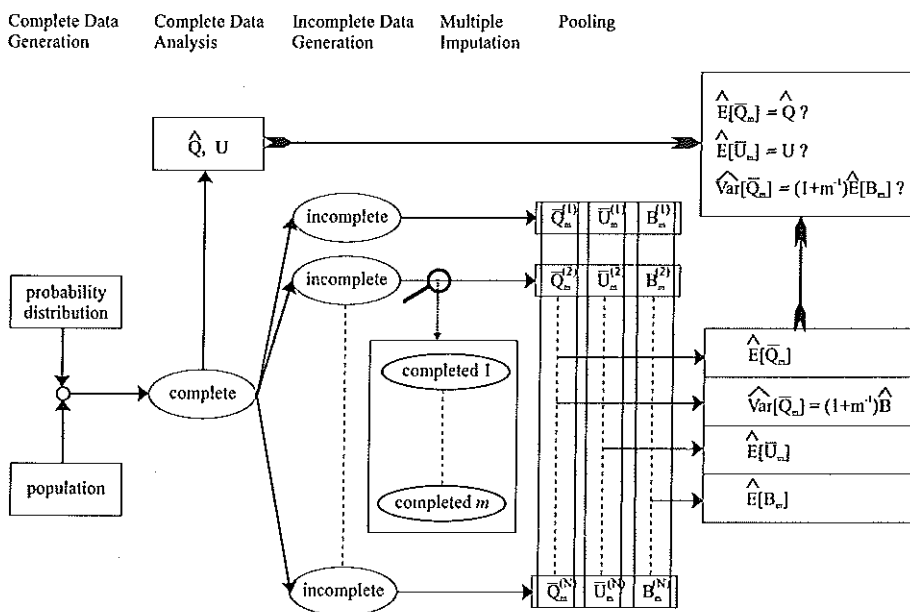 Complete Data Generation
Complete Data Analysis
Incomplete Data Generation
Multiple Imputation
Pooling
Q̂, U
Ê[Q̄ₘ] = Q̂ ?
Ê[Ūₘ] = U ?
V̂ar[Q̄ₘ] = (1+m⁻¹)Ê[Bₘ] ?
incomplete
Q̄ₘ⁽¹⁾ Ūₘ⁽¹⁾ Bₘ⁽¹⁾
incomplete
Q̄ₘ⁽²⁾ Ūₘ⁽²⁾ Bₘ⁽²⁾
probability
distribution
completed 1
Ê[Q̄ₘ]
complete
V̂ar[Q̄ₘ] = (1+m⁻¹)B̂
Ê[Ūₘ]
population
completed m
Ê[Bₘ]
incomplete
Q̄ₘ⁽ᴺ⁾ Ūₘ⁽ᴺ⁾ Bₘ⁽ᴺ⁾